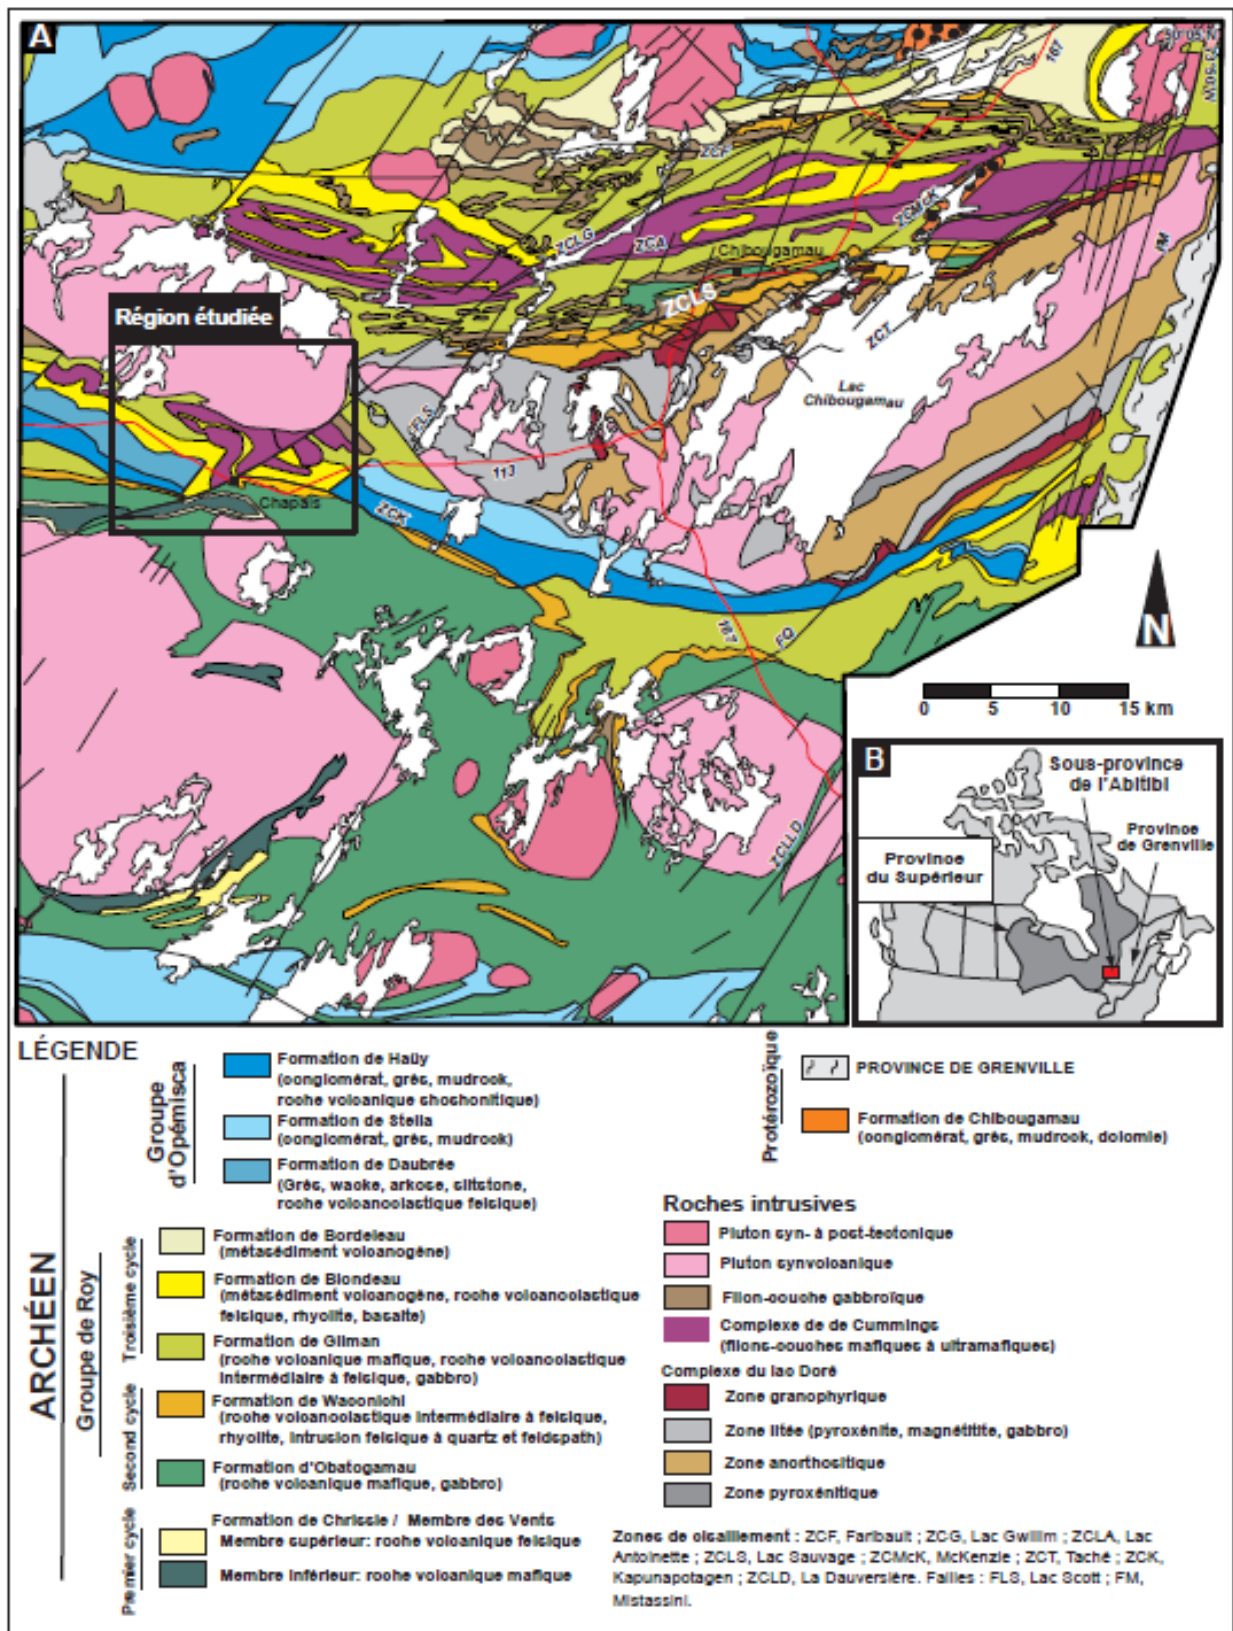 A
50°05'N
167
ZCF
ZCLG
ZCA
ZCMcK
FM
Chibougamau
ZCLS
ZCT
Région étudiée
Lac
Chibougamau
FLS
113
Chapais
ZCK
167
FQ
N
0 5 10 15 km
ZCLLD
B
Sous-province
de l'Abitibi
Province
de Grenville
Province
du Supérieur
LÉGENDE
ARCHÉEN
Groupe
d'Opémisca
Formation de Haüy
(conglomérat, grès, mudrock,
roche volcanique shoshonitique)
Formation de Stella
(conglomérat, grès, mudrock)
Formation de Daubrée
(Grès, wacke, arkose, siltstone,
roche volcanoclastique felsique)
Groupe de Roy
Troisième cycle
Formation de Bordeleau
(métasédiment volcanogène)
Formation de Blondeau
(métasédiment volcanogène, roche volcanoclastique
felsique, rhyolite, basalte)
Formation de Gilman
(roche volcanique mafique, roche volcanoclastique
intermédiaire à felsique, gabbro)
Second cycle
Formation de Waconichi
(roche volcanoclastique intermédiaire à felsique,
rhyolite, intrusion felsique à quartz et feldspath)
Formation d'Obatogamau
(roche volcanique mafique, gabbro)
Premier cycle
Formation de Chrissie / Membre des Vents
Membre supérieur: roche volcanique felsique
Membre inférieur: roche volcanique mafique
Protérozoïque
PROVINCE DE GRENVILLE
Formation de Chibougamau
(conglomérat, grès, mudrock, dolomie)
Roches intrusives
Pluton syn- à post-tectonique
Pluton synvolcanique
Filon-couche gabbroïque
Complexe de de Cummings
(filons-couches mafiques à ultramafiques)
Complexe du lac Doré
Zone granophyrique
Zone litée (pyroxénite, magnétitite, gabbro)
Zone anorthositique
Zone pyroxénitique
Zones de cisaillement : ZCF, Faribault ; ZCG, Lac Gwillim ; ZCLA, Lac
Antoinette ; ZCLS, Lac Sauvage ; ZCMcK, McKenzie ; ZCT, Taché ; ZCK,
Kapunapotagen ; ZCLD, La Dauversière. Failles : FLS, Lac Scott ; FM,
Mistassini.